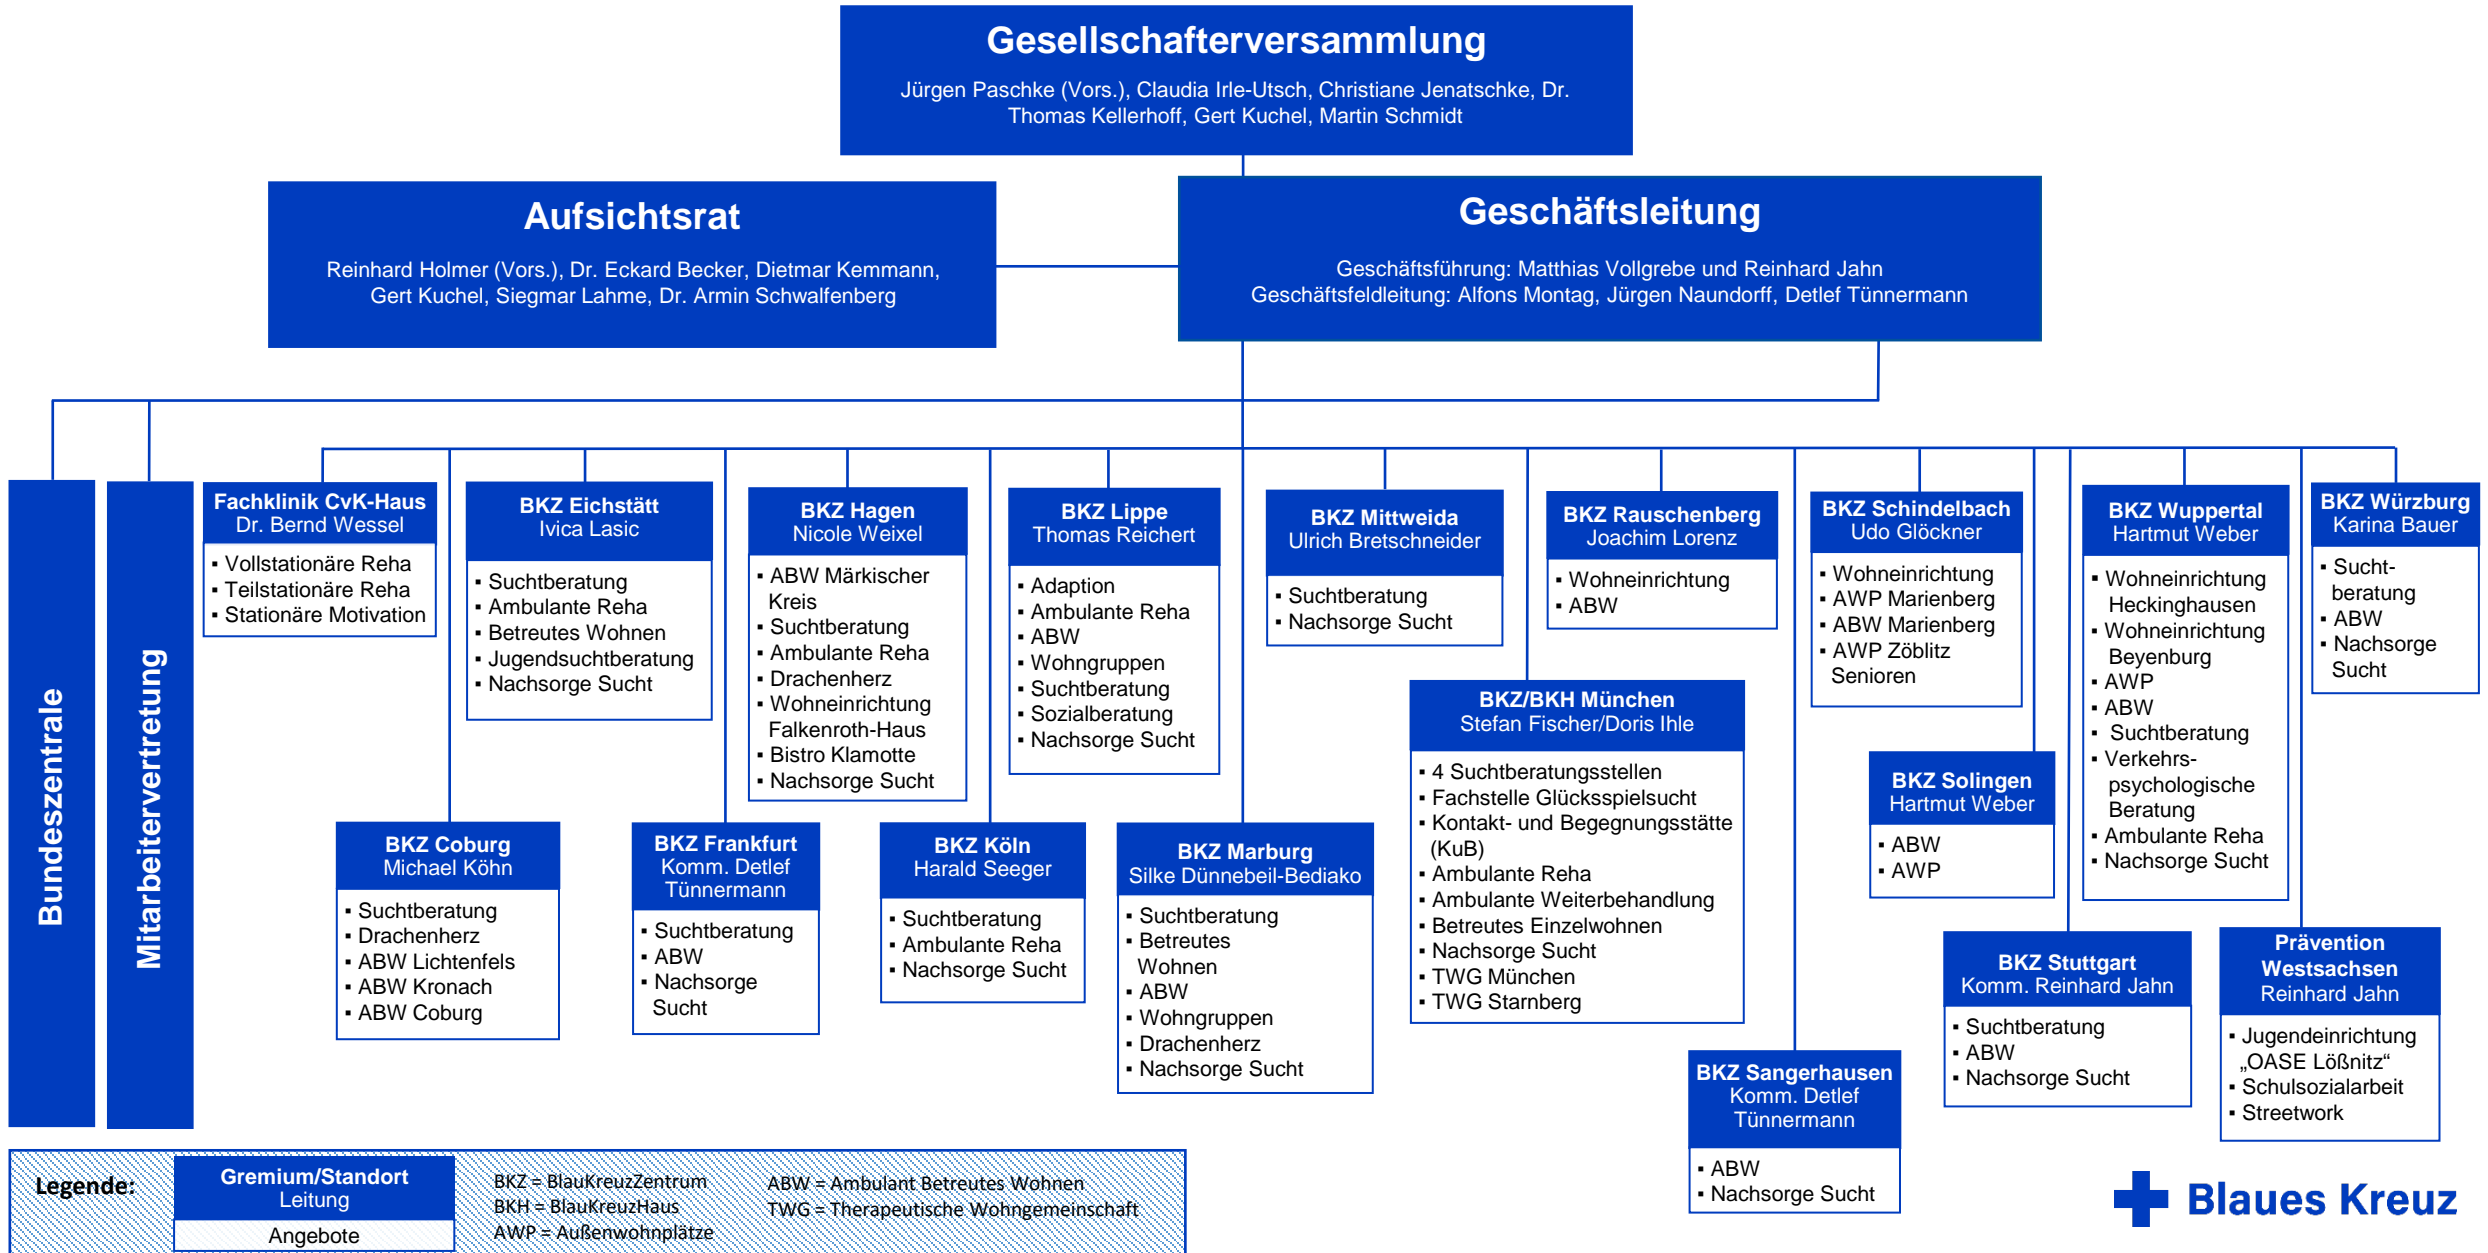 Gesellschafterversammlung
Jürgen Paschke (Vors.), Claudia Irle-Utsch, Christiane Jenatschke, Dr.
Thomas Kellerhoff, Gert Kuchel, Martin Schmidt
Aufsichtsrat
Reinhard Holmer (Vors.), Dr. Eckard Becker, Dietmar Kemmann,
Gert Kuchel, Siegmar Lahme, Dr. Armin Schwalfenberg
Geschäftsleitung
Geschäftsführung: Matthias Vollgrebe und Reinhard Jahn
Geschäftsfeldleitung: Alfons Montag, Jürgen Naundorff, Detlef Tünnermann
Bundeszentrale
Mitarbeitervertretung
Fachklinik CvK-Haus
Dr. Bernd Wessel
▪ Vollstationäre Reha
▪ Teilstationäre Reha
▪ Stationäre Motivation
BKZ Eichstätt
Ivica Lasic
▪ Suchtberatung
▪ Ambulante Reha
▪ Betreutes Wohnen
▪ Jugendsuchtberatung
▪ Nachsorge Sucht
BKZ Hagen
Nicole Weixel
▪ ABW Märkischer
Kreis
▪ Suchtberatung
▪ Ambulante Reha
▪ Drachenherz
▪ Wohneinrichtung
Falkenroth-Haus
▪ Bistro Klamotte
▪ Nachsorge Sucht
BKZ Lippe
Thomas Reichert
▪ Adaption
▪ Ambulante Reha
▪ ABW
▪ Wohngruppen
▪ Suchtberatung
▪ Sozialberatung
▪ Nachsorge Sucht
BKZ Mittweida
Ulrich Bretschneider
▪ Suchtberatung
▪ Nachsorge Sucht
BKZ Rauschenberg
Joachim Lorenz
▪ Wohneinrichtung
▪ ABW
BKZ Schindelbach
Udo Glöckner
▪ Wohneinrichtung
▪ AWP Marienberg
▪ ABW Marienberg
▪ AWP Zöblitz
Senioren
BKZ Wuppertal
Hartmut Weber
▪ Wohneinrichtung
Heckinghausen
▪ Wohneinrichtung
Beyenburg
▪ AWP
▪ ABW
▪ Suchtberatung
▪ Verkehrs-
psychologische
Beratung
▪ Ambulante Reha
▪ Nachsorge Sucht
BKZ Würzburg
Karina Bauer
▪ Sucht-
beratung
▪ ABW
▪ Nachsorge
Sucht
BKZ Coburg
Michael Köhn
▪ Suchtberatung
▪ Drachenherz
▪ ABW Lichtenfels
▪ ABW Kronach
▪ ABW Coburg
BKZ Frankfurt
Komm. Detlef
Tünnermann
▪ Suchtberatung
▪ ABW
▪ Nachsorge
Sucht
BKZ Köln
Harald Seeger
▪ Suchtberatung
▪ Ambulante Reha
▪ Nachsorge Sucht
BKZ Marburg
Silke Dünnebeil-Bediako
▪ Suchtberatung
▪ Betreutes
Wohnen
▪ ABW
▪ Wohngruppen
▪ Drachenherz
▪ Nachsorge Sucht
BKZ/BKH München
Stefan Fischer/Doris Ihle
▪ 4 Suchtberatungsstellen
▪ Fachstelle Glücksspielsucht
▪ Kontakt- und Begegnungsstätte
(KuB)
▪ Ambulante Reha
▪ Ambulante Weiterbehandlung
▪ Betreutes Einzelwohnen
▪ Nachsorge Sucht
▪ TWG München
▪ TWG Starnberg
BKZ Sangerhausen
Komm. Detlef
Tünnermann
▪ ABW
▪ Nachsorge Sucht
BKZ Solingen
Hartmut Weber
▪ ABW
▪ AWP
BKZ Stuttgart
Komm. Reinhard Jahn
▪ Suchtberatung
▪ ABW
▪ Nachsorge Sucht
Prävention
Westsachsen
Reinhard Jahn
▪ Jugendeinrichtung
„OASE Lößnitz“
▪ Schulsozialarbeit
▪ Streetwork
Legende:
Gremium/Standort
Leitung
Angebote
BKZ = BlauKreuzZentrum
BKH = BlauKreuzHaus
AWP = Außenwohnplätze
ABW = Ambulant Betreutes Wohnen
TWG = Therapeutische Wohngemeinschaft
Blaues Kreuz